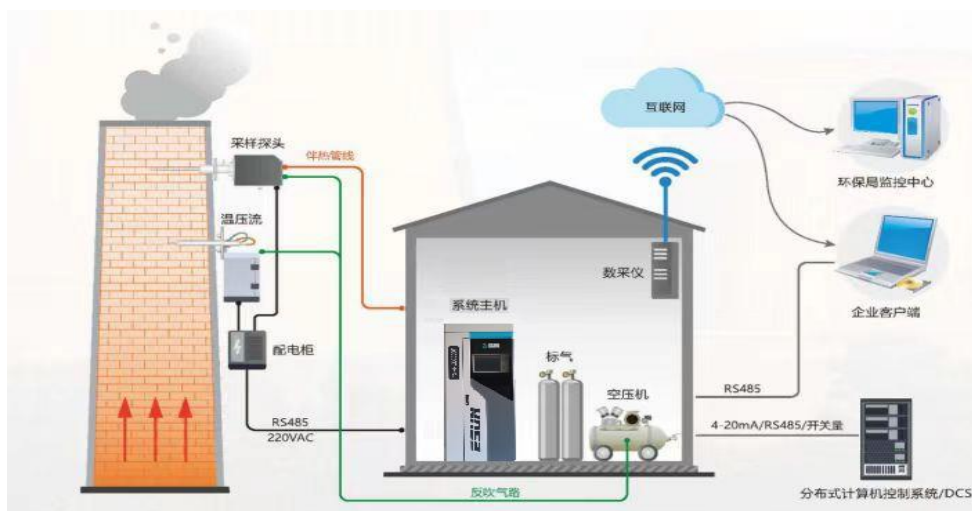 互联网
采样探头
伴热管线
环保局监控中心
温压流
数采仪
系统主机
企业客户端
配电柜
标气
空压机
RS485
RS485
220VAC
4-20mA/RS485/开关量
反吹气路
分布式计算机控制系统/DCS